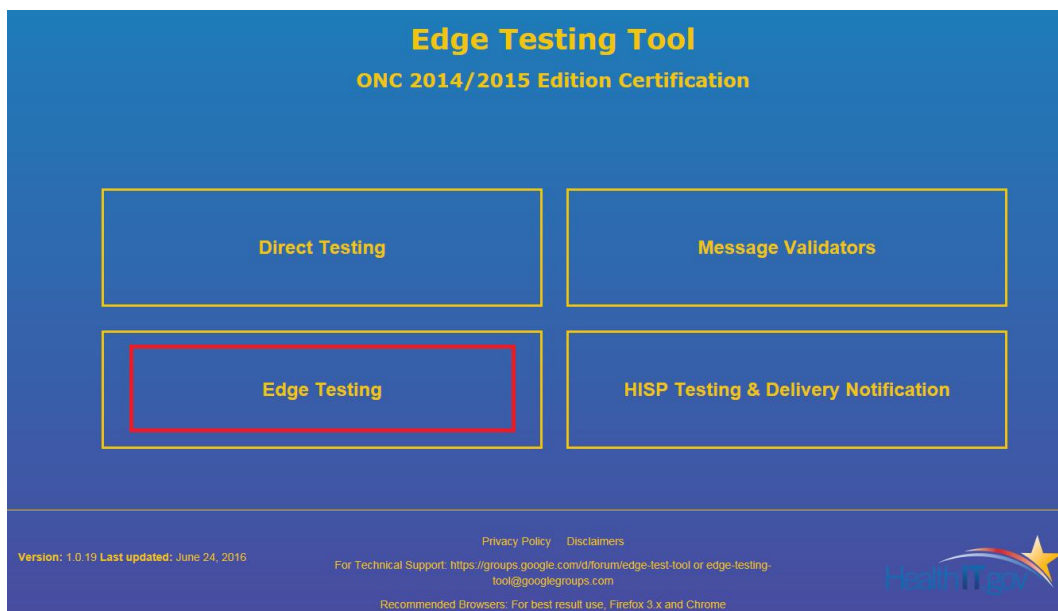 Edge Testing Tool
ONC 2014/2015 Edition Certification
Direct Testing
Message Validators
Edge Testing
HISP Testing & Delivery Notification
Version: 1.0.19 Last updated: June 24, 2016
Privacy Policy Disclaimers
For Technical Support: https://groups.google.com/d/forum/edge-test-tool or edge-testing-
tool@googlegroups.com
Recommended Browsers: For best result use, Firefox 3.x and Chrome
HealthIT.gov